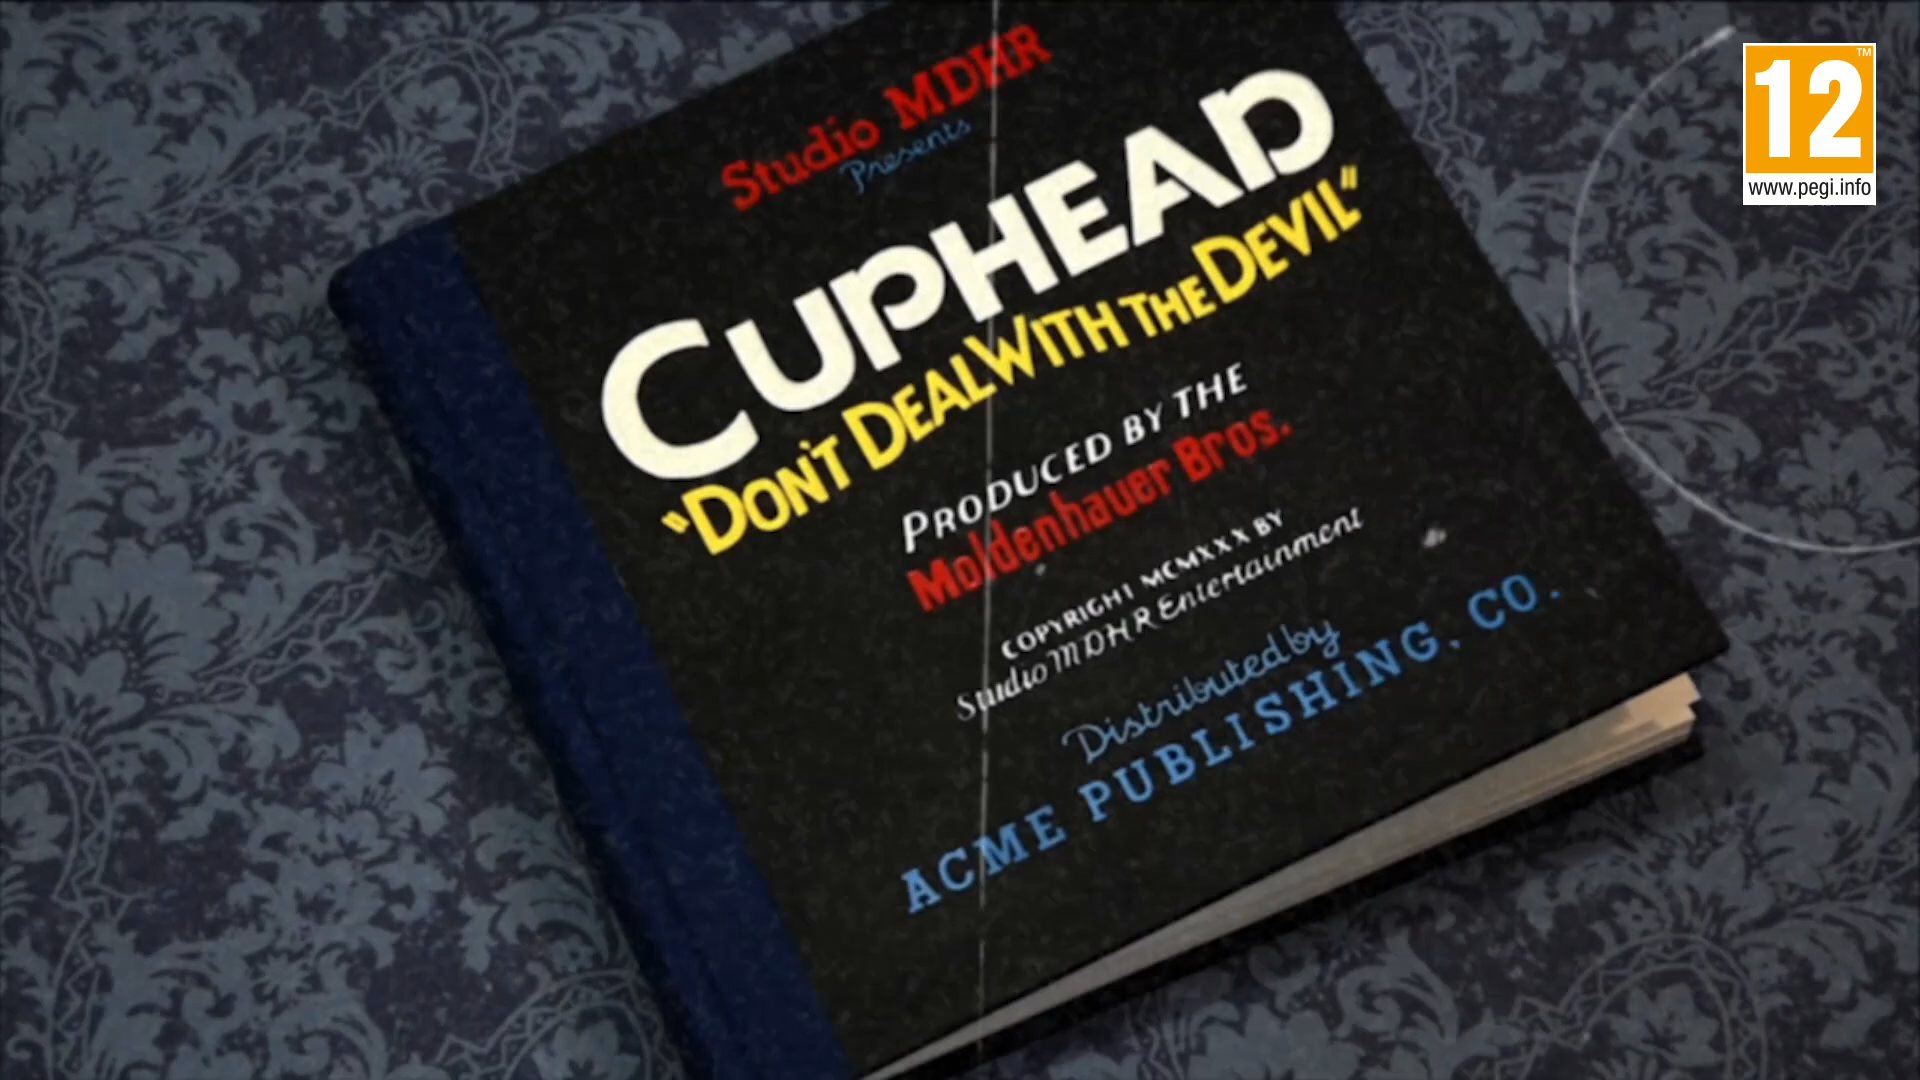 Studio MDHR
Presents
CUPHEAD
"DON'T DEAL WITH THE DEVIL"
PRODUCED BY THE
Moldenhauer Bros.
COPYRIGHT MCMXXX BY
Studio MDHR Entertainment
Distributed by
ACME PUBLISHING. CO.
12
TM
www.pegi.info